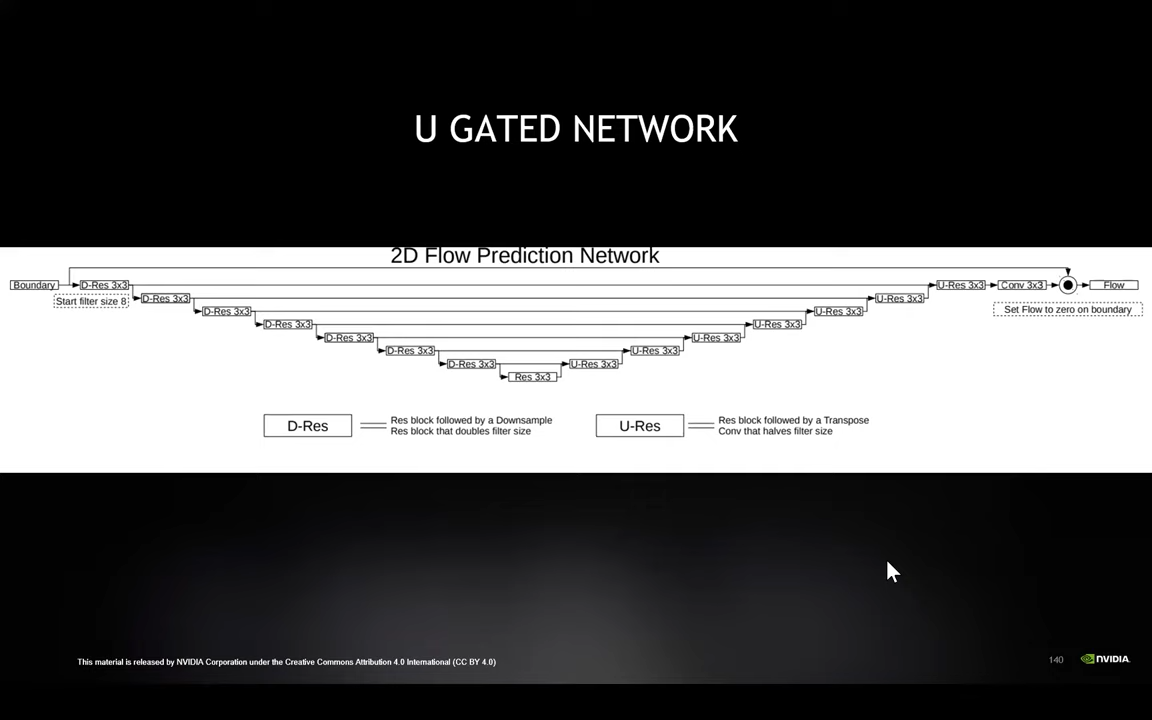 U GATED NETWORK
2D Flow Prediction Network
Boundary
D-Res 3x3
Start filter size 8
D-Res 3x3
D-Res 3x3
D-Res 3x3
D-Res 3x3
D-Res 3x3
D-Res 3x3
Res 3x3
U-Res 3x3
U-Res 3x3
U-Res 3x3
U-Res 3x3
U-Res 3x3
U-Res 3x3
U-Res 3x3
Conv 3x3
Flow
Set Flow to zero on boundary
D-Res
Res block followed by a Downsample
Res block that doubles filter size
U-Res
Res block followed by a Transpose
Conv that halves filter size
This material is released by NVIDIA Corporation under the Creative Commons Attribution 4.0 International (CC BY 4.0)
140
NVIDIA.